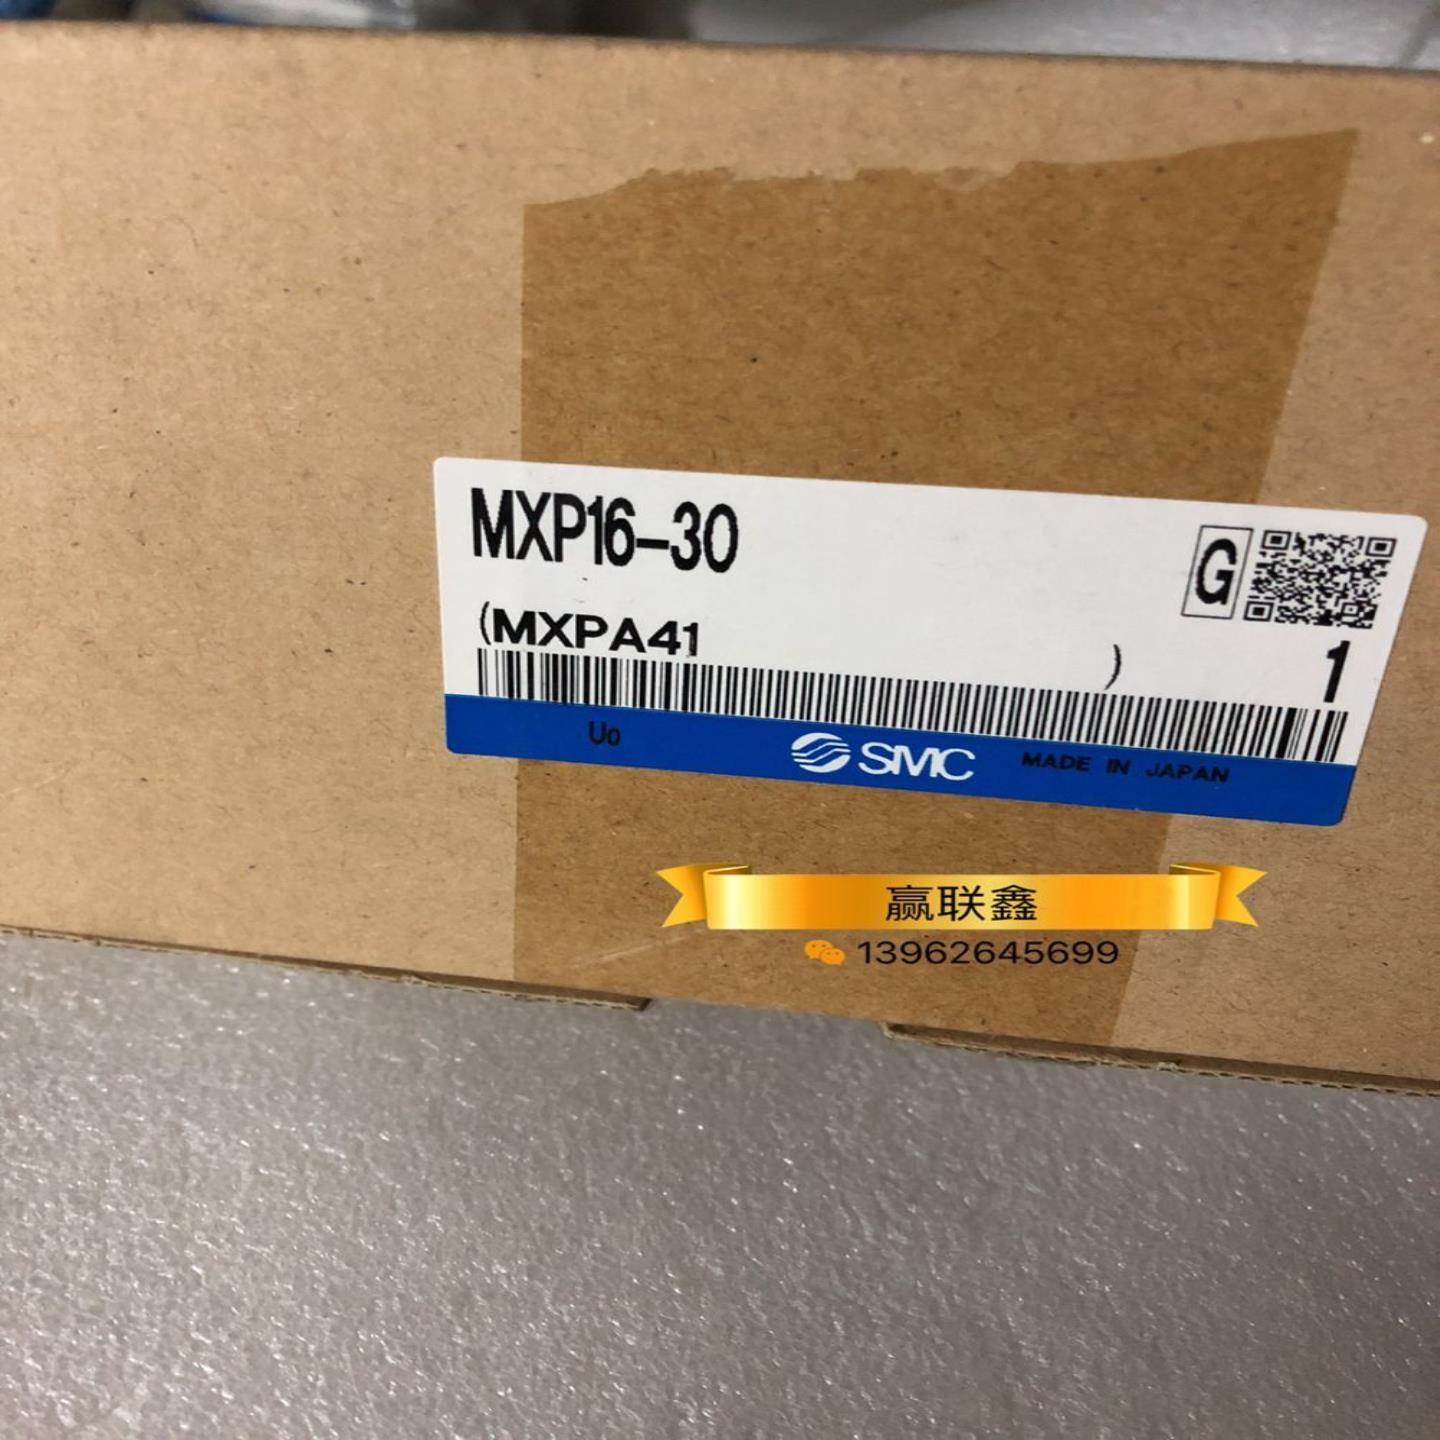 MXP16-30
G
(MXPA41 )
1
Uo
SMC
MADE IN JAPAN
赢联鑫
13962645699